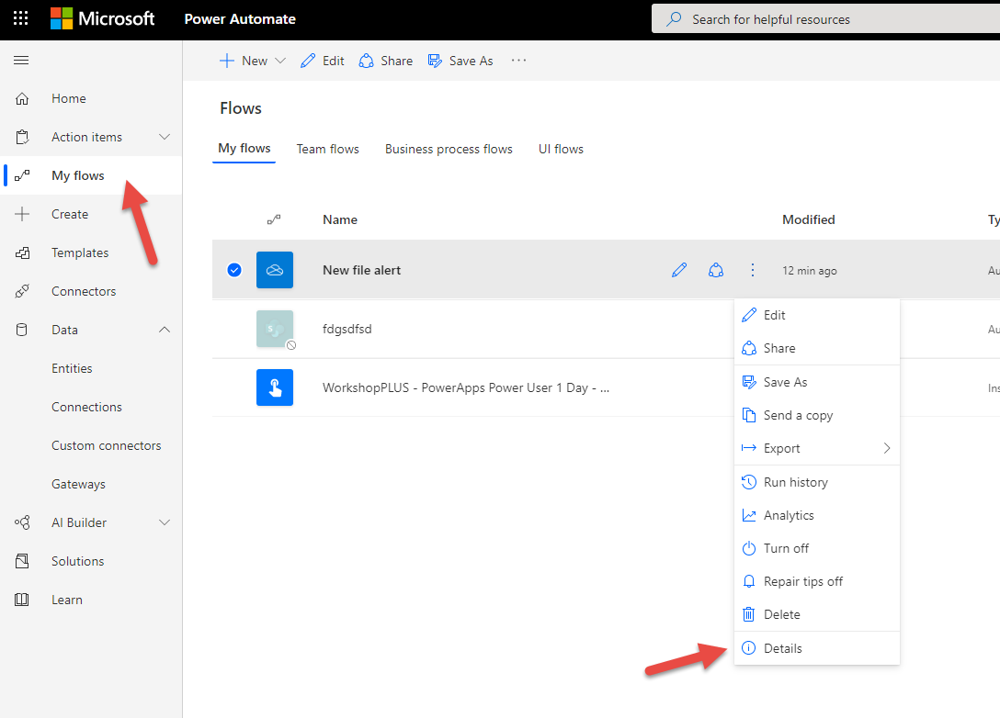 Microsoft Power Automate Search for helpful resources
New Edit Share Save As ...
Home
Action items
My flows
Create
Templates
Connectors
Data
Entities
Connections
Custom connectors
Gateways
AI Builder
Solutions
Learn
Flows
My flows Team flows Business process flows UI flows
Name Modified Ty
New file alert 12 min ago Au
fdgsdfsd Au
WorkshopPLUS - PowerApps Power User 1 Day - ... Ins
Edit
Share
Save As
Send a copy
Export
Run history
Analytics
Turn off
Repair tips off
Delete
Details